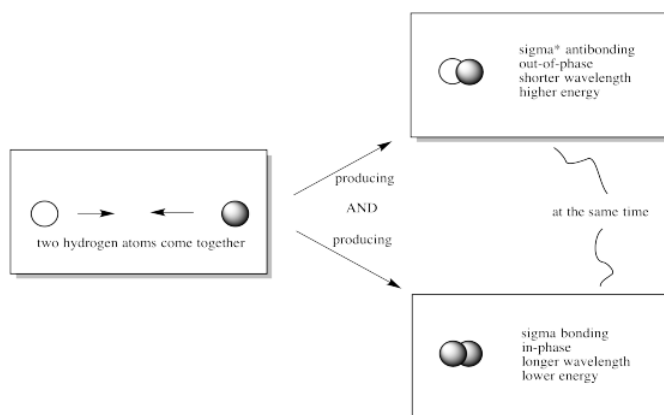 sigma* antibonding
out-of-phase
shorter wavelength
higher energy
producing
AND
producing
two hydrogen atoms come together
at the same time
sigma bonding
in-phase
longer wavelength
lower energy